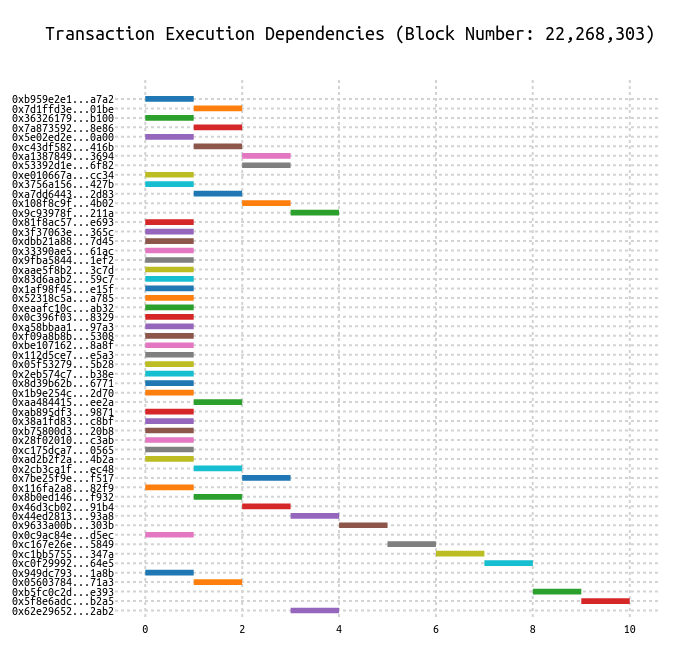 Transaction Execution Dependencies (Block Number: 22,268,303)
0xb959e2e1...a7a2
0x7d1ffd3e...01be
0x36326179...b100
0x7a873592...8e86
0x5e02ed2e...0a00
0xc43df582...416b
0xa1387849...3694
0x53392d1e...6f82
0xe010667a...cc34
0x3756a156...427b
0xa7dd6443...2d83
0x108f8c9f...4b02
0x9c93978f...211a
0x81f8ac57...e693
0x3f37063e...365c
0xdbb21a88...7d45
0x33390ae5...61ac
0x9fba5844...1ef2
0xaae5f8b2...3c7d
0x83d6aab2...59c7
0x1af98f45...e15f
0x52318c5a...a785
0xeaafc10c...ab32
0x0c396f03...8329
0xa58bbaa1...97a3
0xf09a8b8b...5308
0xbe107162...8a8f
0x112d5ce7...e5a3
0x05f53279...5b28
0x2eb574c7...b38e
0x8d39b62b...6771
0x1b9e254c...2d70
0xaa484415...ee2a
0xab895df3...9871
0x38a1fd83...c8bf
0xb75800d3...20b8
0x28f02010...c3ab
0xc175dca7...0565
0xad2b2f2a...4b2a
0x2cb3ca1f...ec48
0x7be25f9e...f517
0x116fa2a8...82f9
0x8b0ed146...f932
0x46d3cb02...91b4
0x44ed2813...93a8
0x9633a00b...303b
0x0c9ac84e...d5ec
0xc167e26e...5849
0xc1bb5755...347a
0xc0f29992...64e5
0x949dc793...1a8b
0x05603784...71a3
0xb5fc0c2d...e393
0x5f8e6adc...b2a5
0x62e29652...2ab2
0 2 4 6 8 10